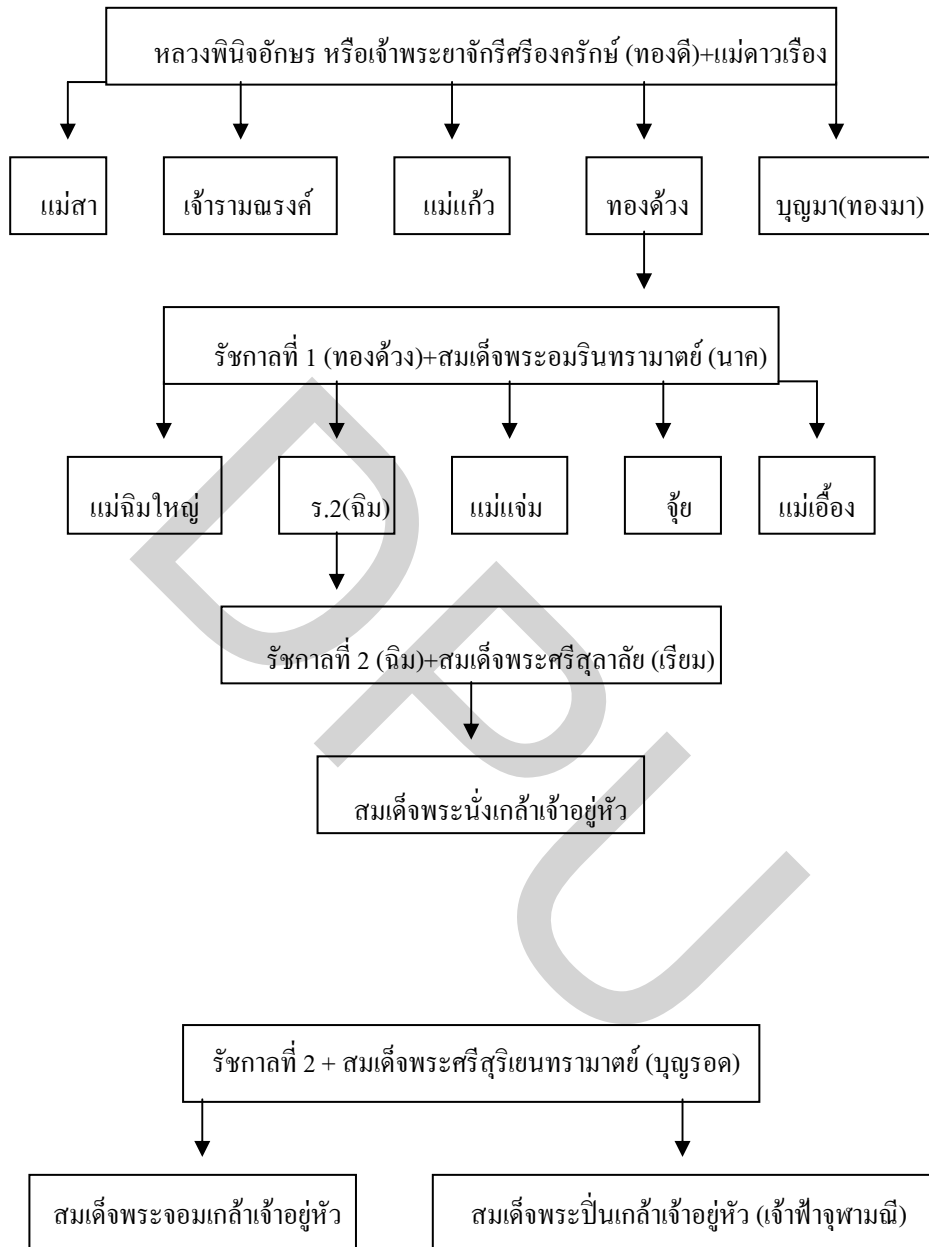 หลวงพินิจอักษร หรือเจ้าพระยาจักรีศรีองครักษ์ (ทองดี)+แม่ดาวเรือง
แม่สา
เจ้ารามณรงค์
แม่แก้ว
ทองด้วง
บุญมา(ทองมา)
รัชกาลที่ 1 (ทองด้วง)+สมเด็จพระอมรินทรามาตย์ (นาค)
แม่ฉิมใหญ่
ร.2(ฉิม)
แม่แจ่ม
จุ้ย
แม่เอื้อง
รัชกาลที่ 2 (ฉิม)+สมเด็จพระศรีสุลาลัย (เรียม)
สมเด็จพระนั่งเกล้าเจ้าอยู่หัว
รัชกาลที่ 2 + สมเด็จพระศรีสุริเยนทรามาตย์ (บุญรอด)
สมเด็จพระจอมเกล้าเจ้าอยู่หัว
สมเด็จพระปิ่นเกล้าเจ้าอยู่หัว (เจ้าฟ้าจุฬามณี)
DPU